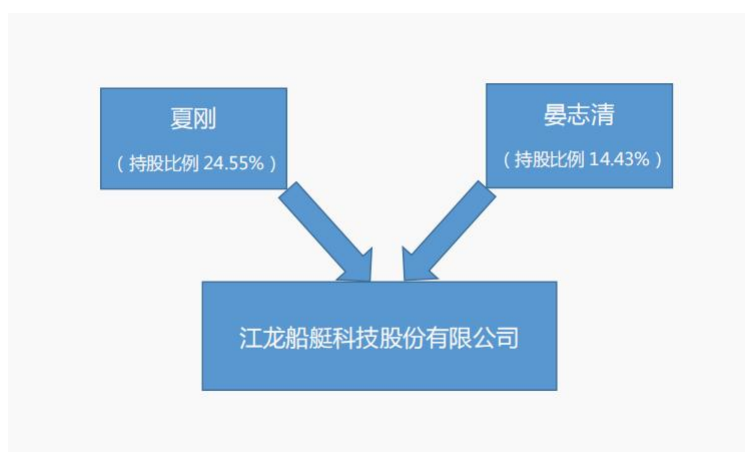 夏刚
（持股比例 24.55%）
晏志清
（持股比例 14.43%）
江龙船艇科技股份有限公司